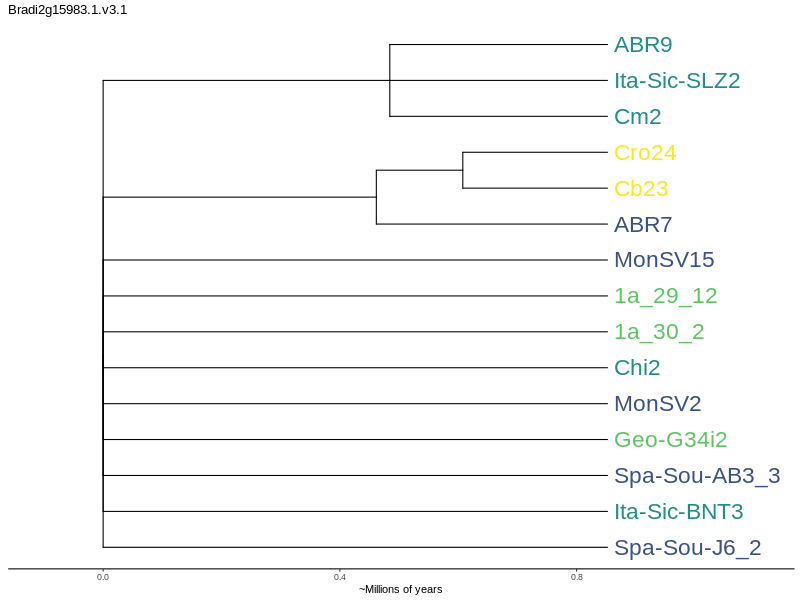 Bradi2g15983.1.v3.1
ABR9
Ita-Sic-SLZ2
Cm2
Cro24
Cb23
ABR7
MonSV15
1a_29_12
1a_30_2
Chi2
MonSV2
Geo-G34i2
Spa-Sou-AB3_3
Ita-Sic-BNT3
Spa-Sou-J6_2
0.0 0.4 0.8
~Millions of years